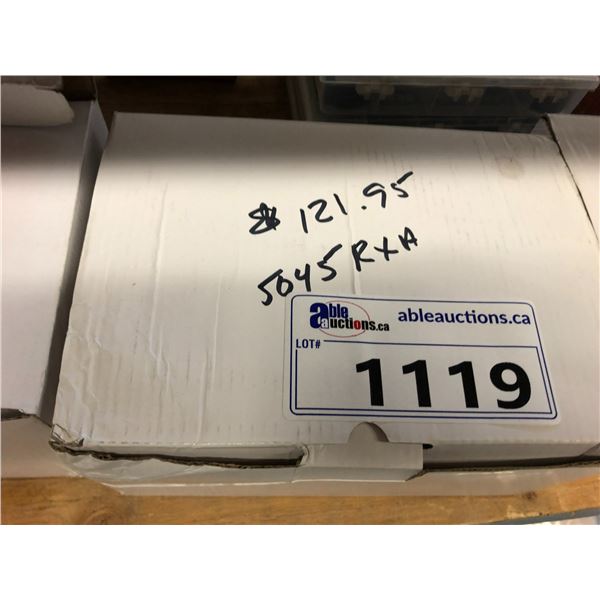 $ 121.95
5045 RXA
able auctions.ca
ableauctions.ca
LOT#
1119